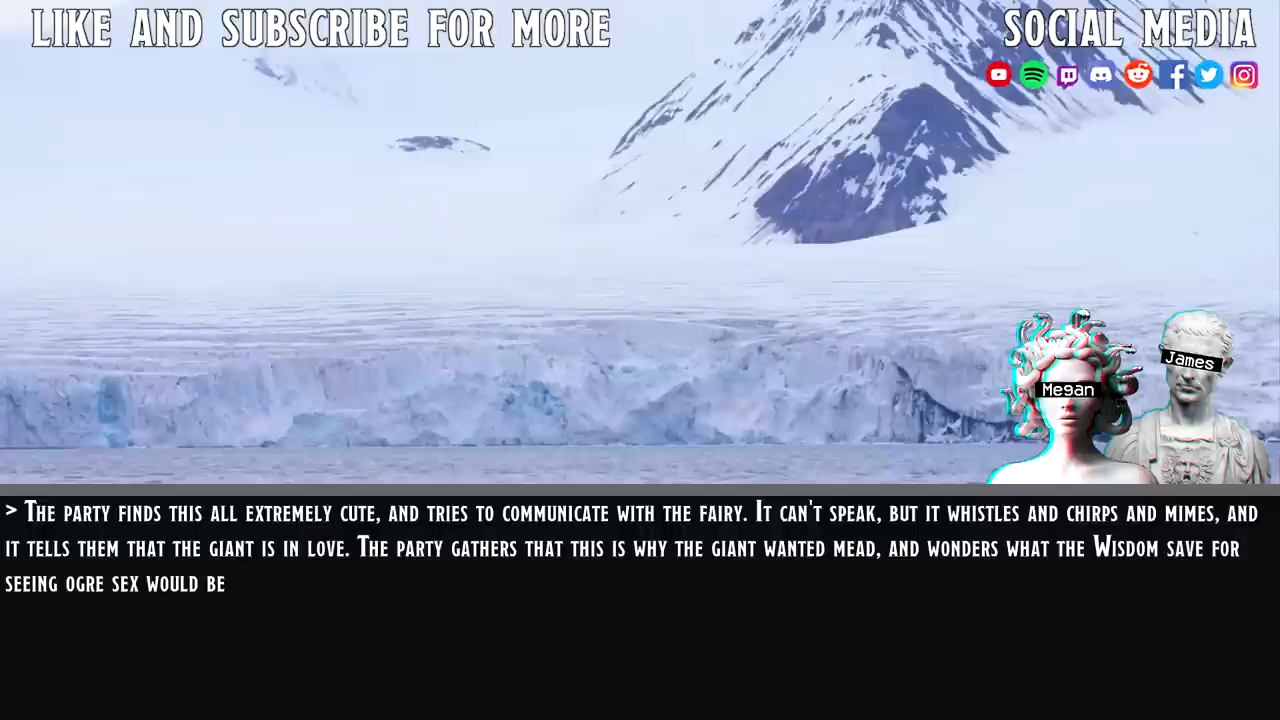 LIKE AND SUBSCRIBE FOR MORE
SOCIAL MEDIA
Megan
James
> The party finds this all extremely cute, and tries to communicate with the fairy. It can't speak, but it whistles and chirps and mimes, and
it tells them that the giant is in love. The party gathers that this is why the giant wanted mead, and wonders what the Wisdom save for
seeing ogre sex would be